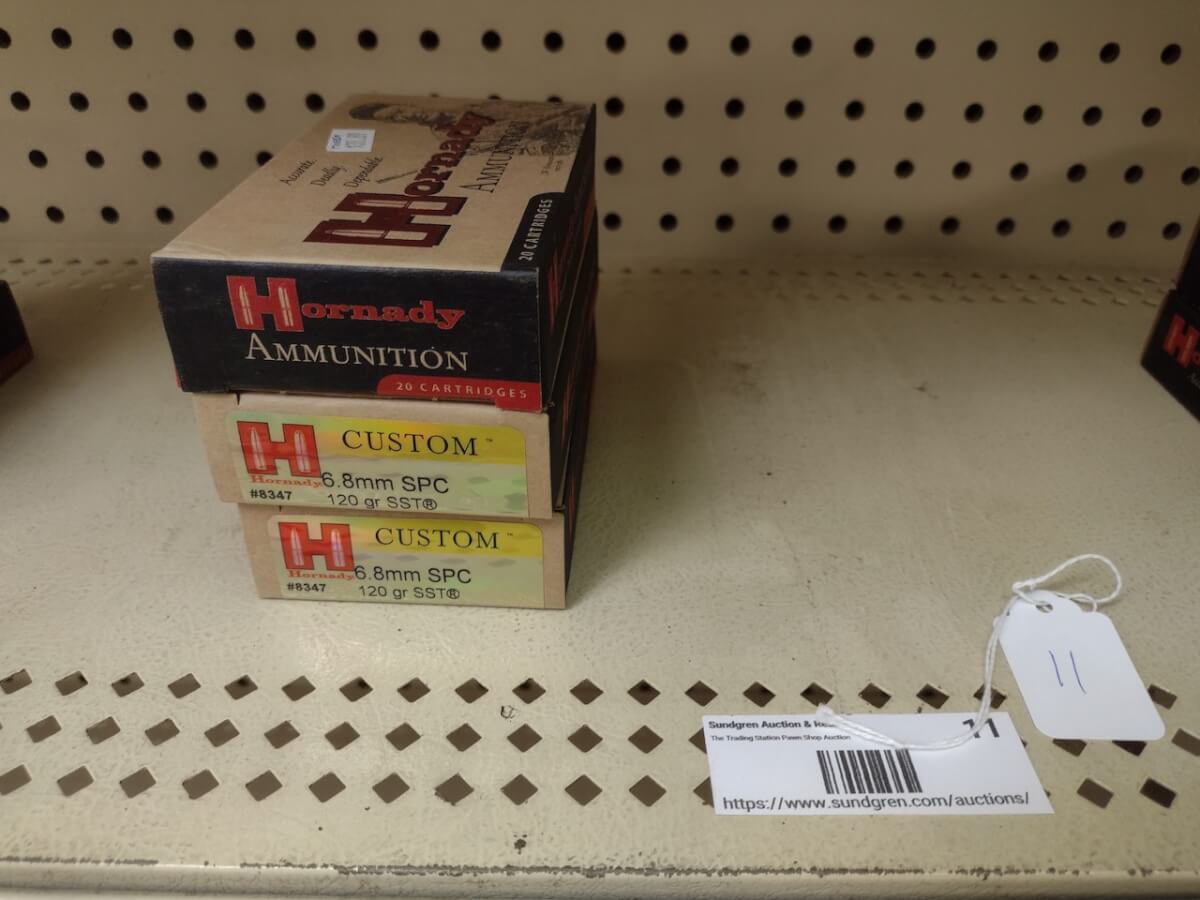 Accurate.
Deadly.
Dependable.
Hornady
AMMUNITION
20 CARTRIDGES
Hornady
AMMUNITION
20 CARTRIDGES
CUSTOM™
Hornady
6.8mm SPC
#8347
120 gr SST®
CUSTOM™
Hornady
6.8mm SPC
#8347
120 gr SST®
11
Sundgren Auction &
11
The Trading Station Pawn Shop Auction
https://www.sundgren.com/auctions/
H